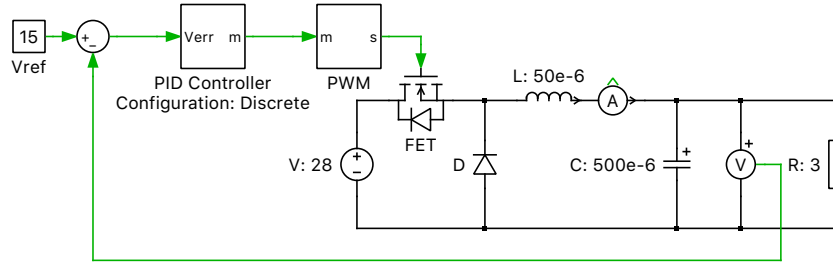 15
Vref
+
−
Verr m
PID Controller
Configuration: Discrete
m s
PWM
FET
V: 28
+
−
D
L: 50e-6
A
C: 500e-6
+
V
+
R: 3